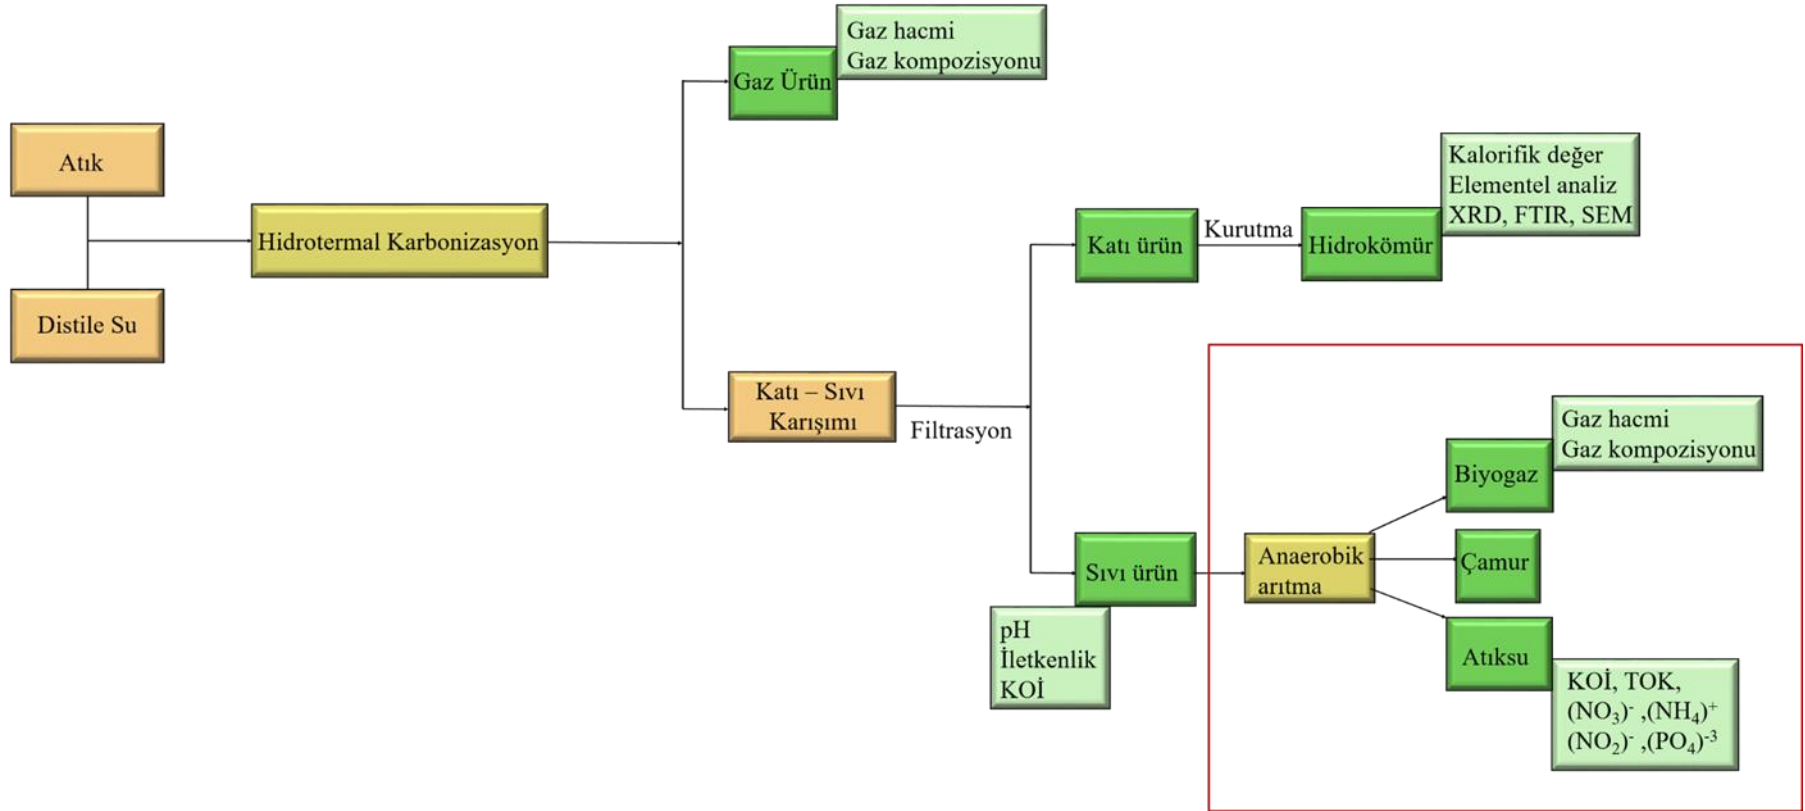 Gaz hacmi
Gaz kompozisyonu
Gaz Ürün
Atık
Distile Su
Hidrotermal Karbonizasyon
Katı – Sıvı
Karışımı
Filtrasyon
Katı ürün
Kurutma
Hidrokömür
Kalorifik değer
Elementel analiz
XRD, FTIR, SEM
Sıvı ürün
pH
İletkenlik
KOİ
Anaerobik
arıtma
Biyogaz
Gaz hacmi
Gaz kompozisyonu
Çamur
Atıksu
KOİ, TOK,
(NO₃)⁻ ,(NH₄)⁺
(NO₂)⁻ ,(PO₄)⁻³